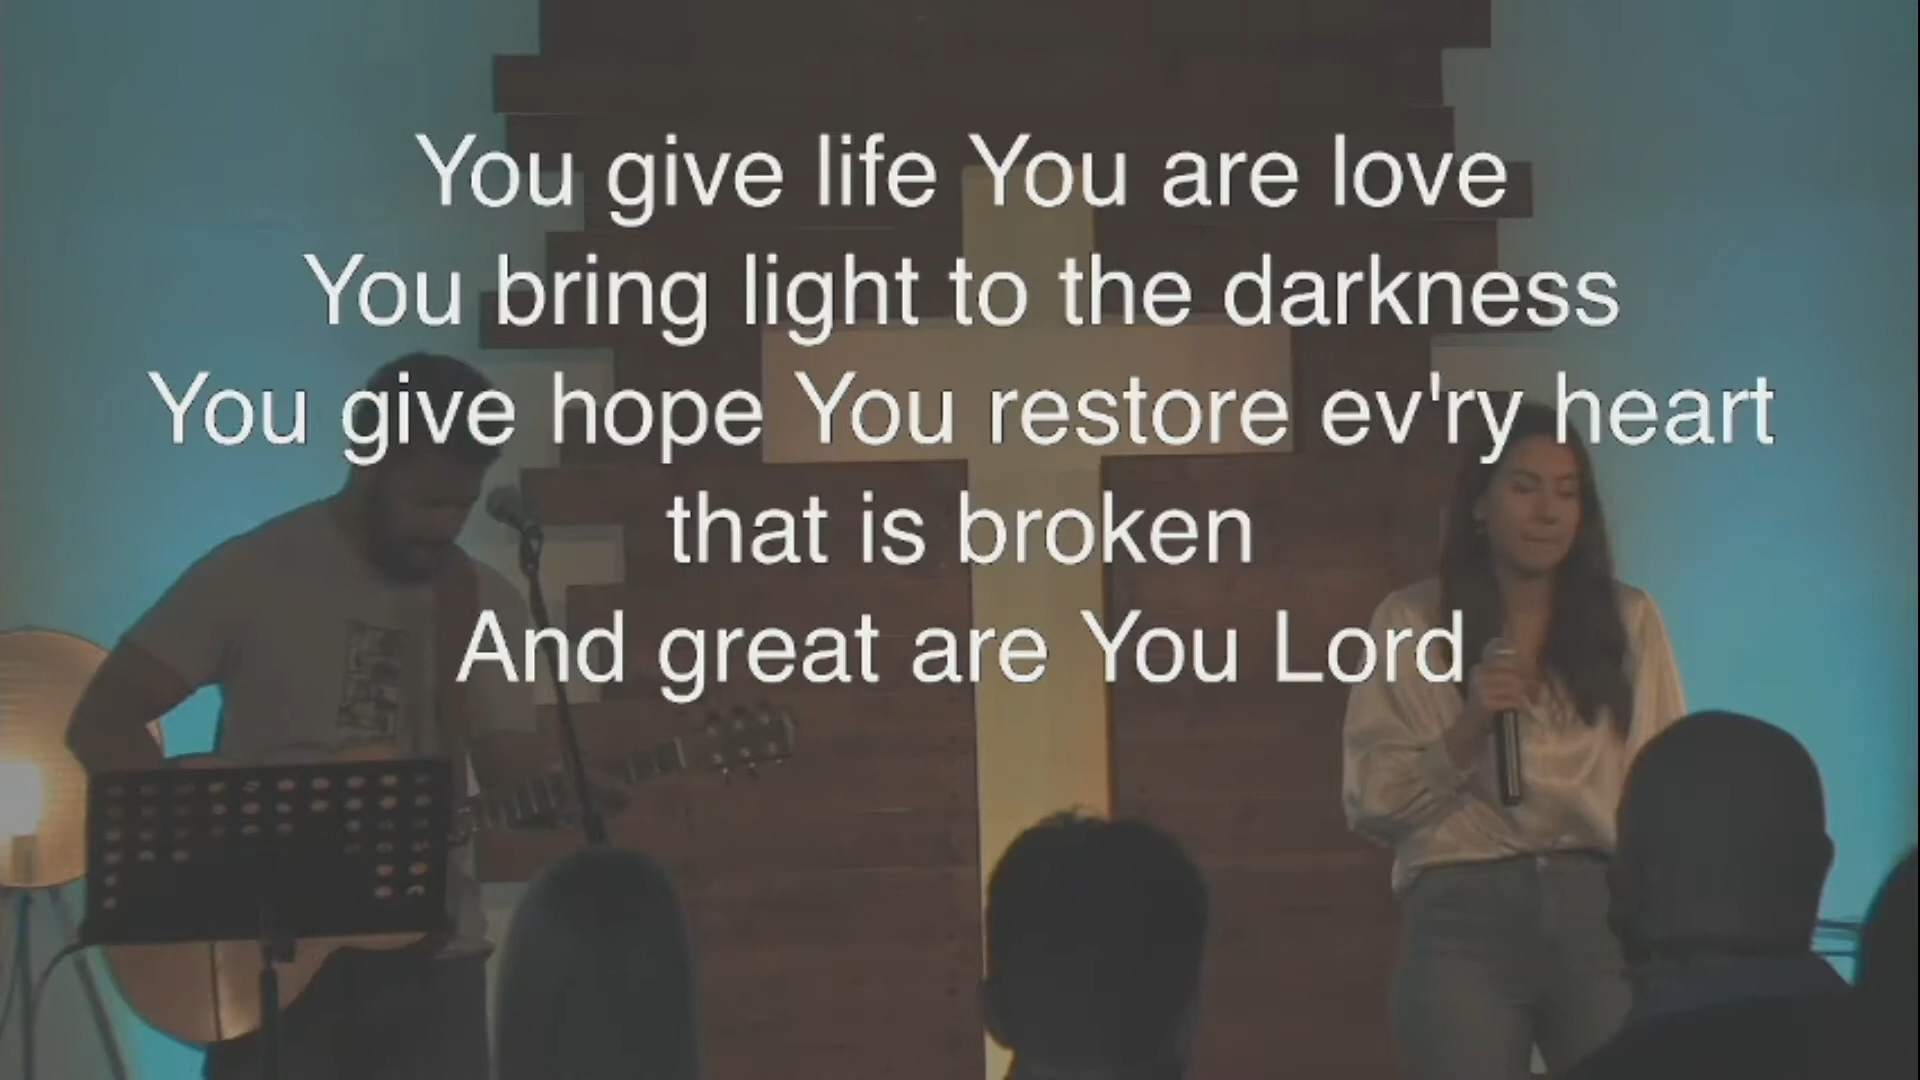 You give life You are love
You bring light to the darkness
You give hope You restore ev'ry heart
that is broken
And great are You Lord